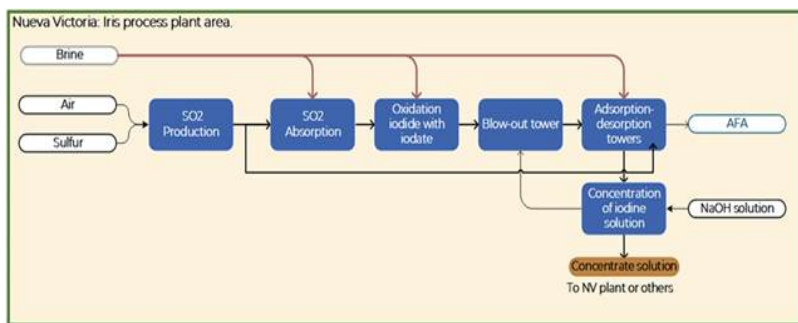 Nueva Victoria: Iris process plant area.
Brine
Air
Sulfur
SO2
Production
SO2
Absorption
Oxidation
iodide with
iodate
Blow-out tower
Adsorption-
desorption
towers
AFA
Concentration
of iodine
solution
NaOH solution
Concentrate solution
To NV plant or others